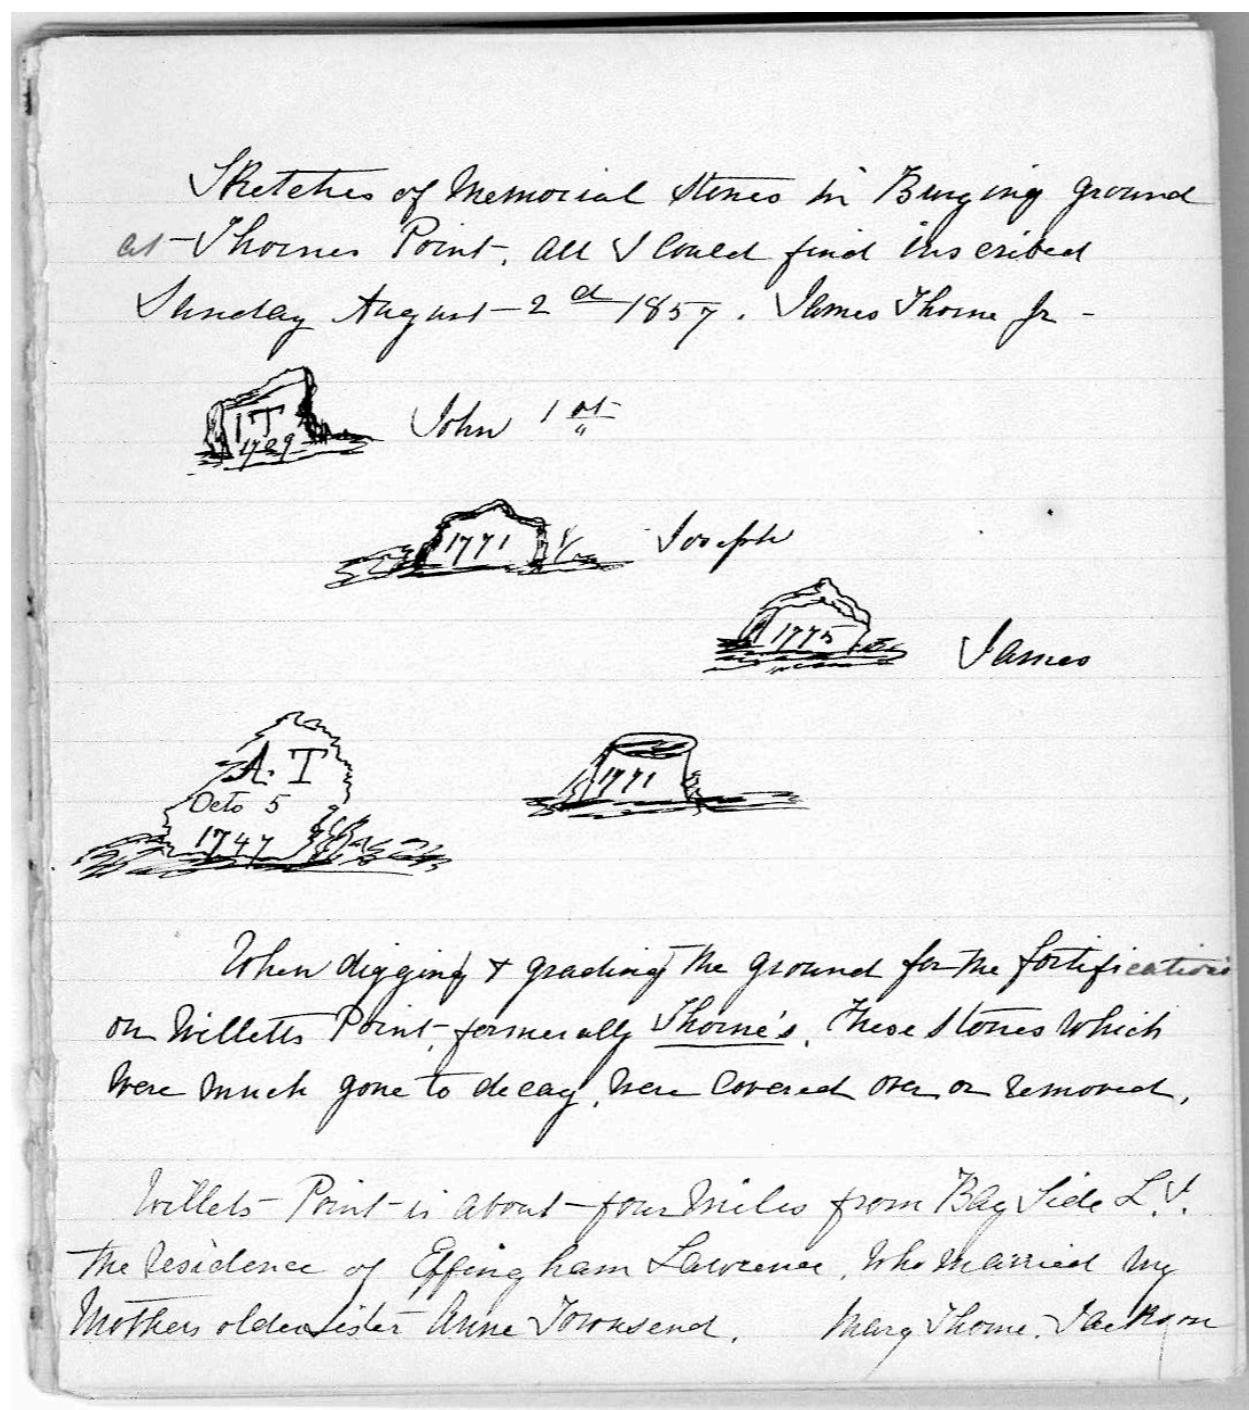 Sketches of Memorial Stones in Burying ground
at Thornes Point. All I could find inscribed
Sunday August 2d 1857. James Thorne Jr -
IT
1709
John 1st
1771
Joseph
1775
James
A. T
Octo 5
1747
1771
When digging & grading the ground for the fortifications
on Willetts Point, formerally Thorne's. These stones which
were much gone to decay, were covered over or removed.
Willets Point is about four miles from Bay Side L. I.
the residence of Effingham Lawrence, who married my
Mothers older sister Anne Townsend. Mary Thorne. Jackson